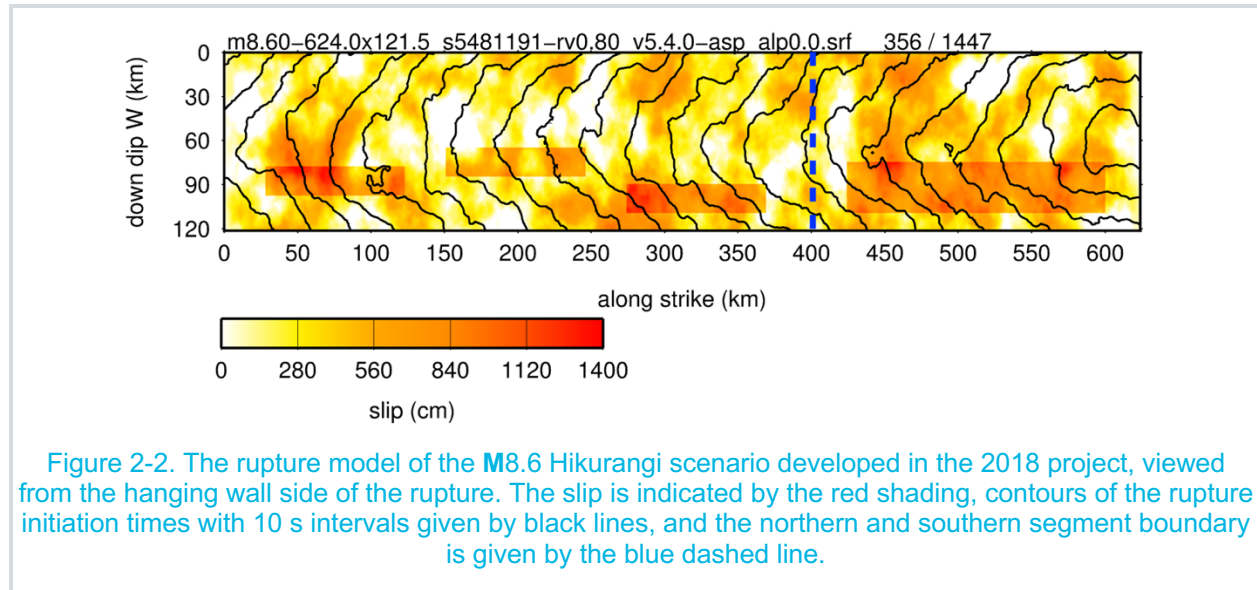 m8.60−624.0x121.5 s5481191−rv0.80 v5.4.0−asp alp0.0.srf 356 / 1447
down dip W (km)
0
30
60
90
120
0 50 100 150 200 250 300 350 400 450 500 550 600
along strike (km)
0 280 560 840 1120 1400
slip (cm)
Figure 2-2. The rupture model of the M8.6 Hikurangi scenario developed in the 2018 project, viewed
from the hanging wall side of the rupture. The slip is indicated by the red shading, contours of the rupture
initiation times with 10 s intervals given by black lines, and the northern and southern segment boundary
is given by the blue dashed line.